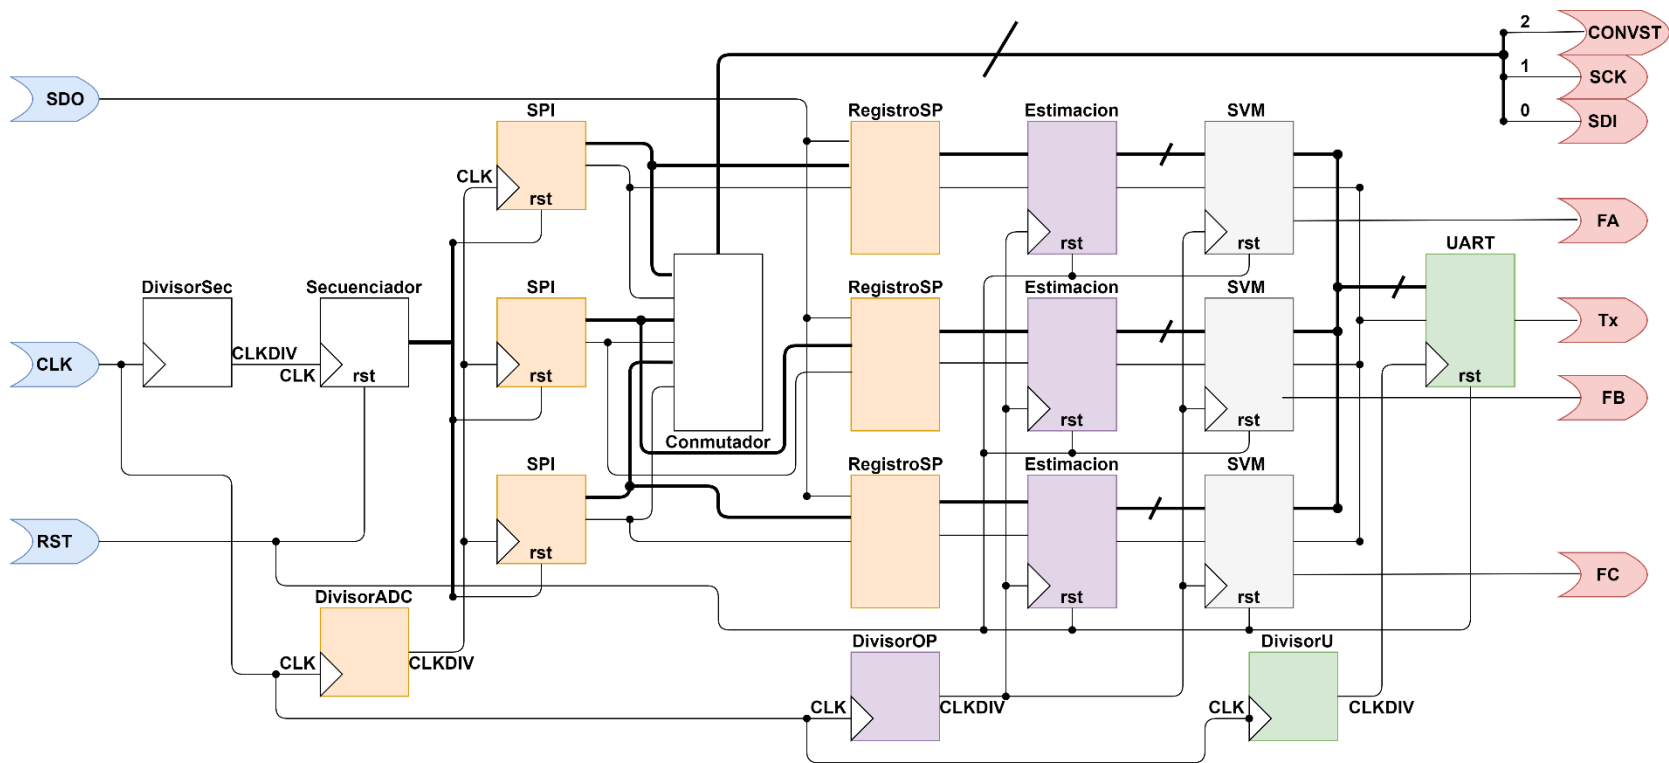 2
CONVST
1
SCK
SDO
SPI
RegistroSP
Estimacion
SVM
0
SDI
CLK
rst
FA
rst
rst
UART
DivisorSec
Secuenciador
SPI
RegistroSP
Estimacion
SVM
Tx
CLK
CLKDIV
CLK
rst
rst
rst
FB
rst
rst
Conmutador
SPI
RegistroSP
Estimacion
SVM
RST
rst
FC
DivisorADC
rst
rst
DivisorOP
DivisorU
CLK
CLKDIV
CLK
CLKDIV
CLK
CLKDIV